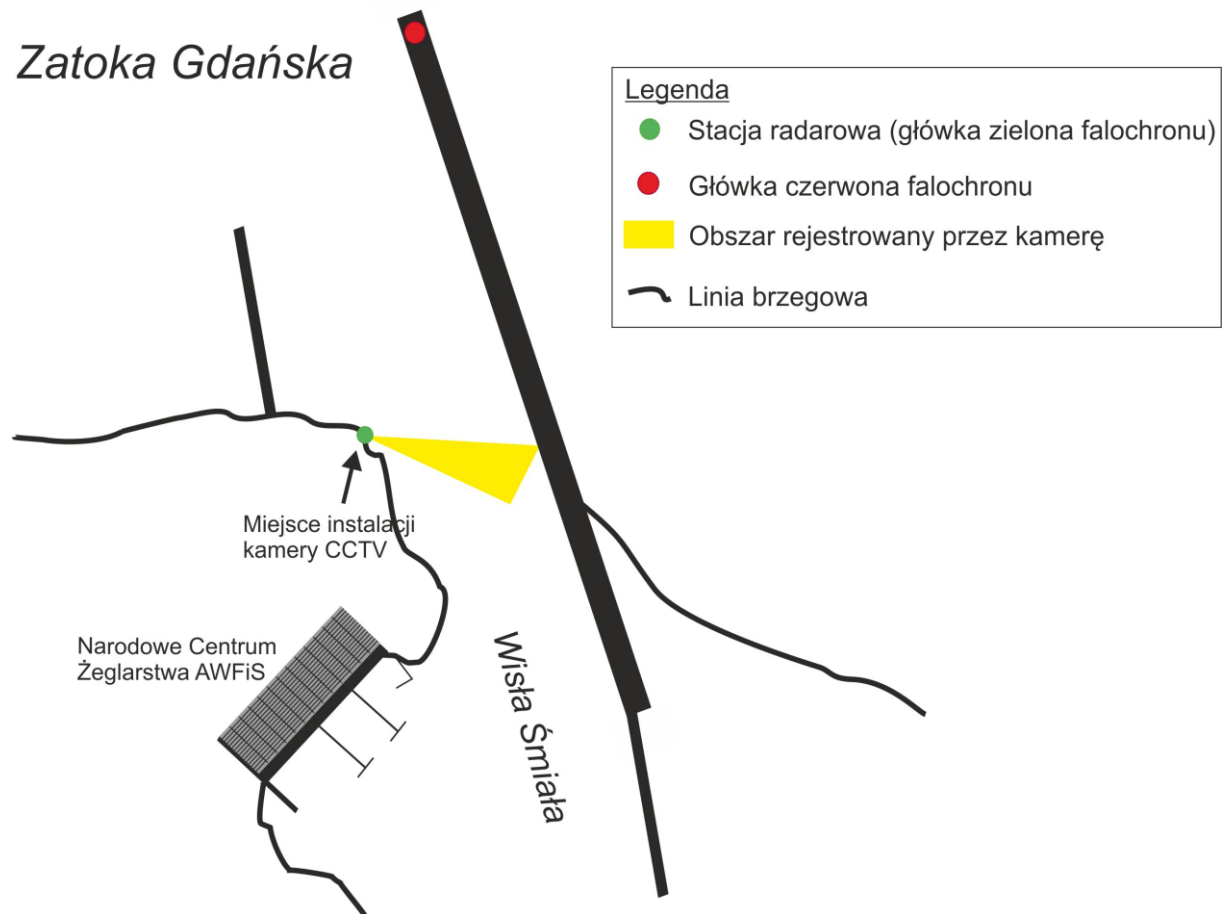 Zatoka Gdańska
Legenda
Stacja radarowa (główka zielona falochronu)
Główka czerwona falochronu
Obszar rejestrowany przez kamerę
Linia brzegowa
Miejsce instalacji
kamery CCTV
Narodowe Centrum
Żeglarstwa AWFiS
Wisła Śmiała